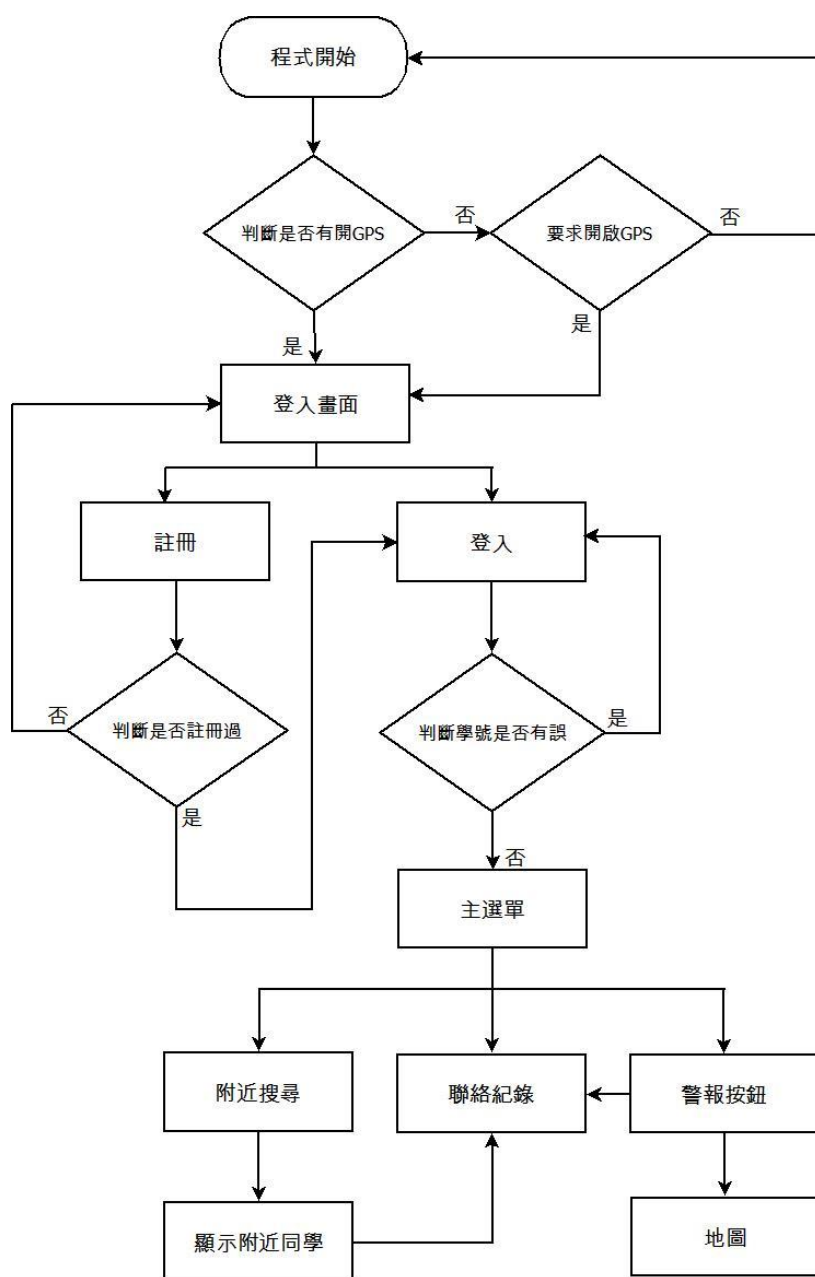 程式開始
判斷是否有開GPS
否
要求開啟GPS
否
是
是
登入畫面
註冊
登入
否
判斷是否註冊過
判斷學號是否有誤
是
是
否
主選單
附近搜尋
聯絡紀錄
警報按鈕
顯示附近同學
地圖